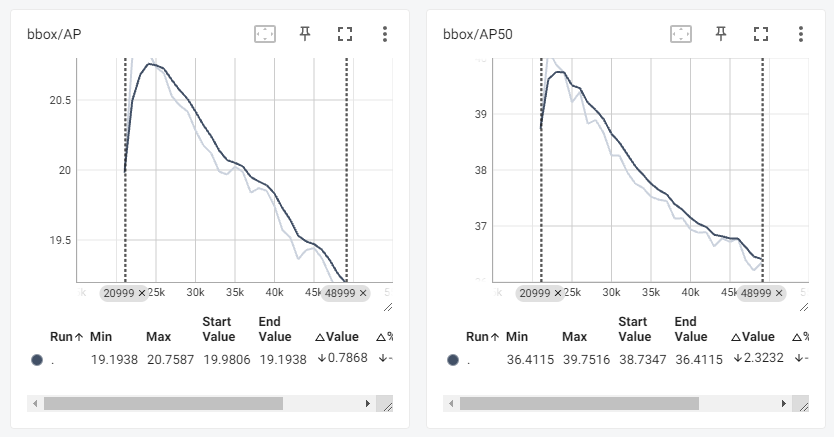 bbox/AP
20.5
20
19.5
20999 × 25k 30k 35k 40k 45k 48999 ×
Run↑ Min Max Start Value End Value △Value △%
. 19.1938 20.7587 19.9806 19.1938 ↓0.7868 ↓-
bbox/AP50
39
38
37
20999 × 25k 30k 35k 40k 45k 48999 ×
Run↑ Min Max Start Value End Value △Value △%
. 36.4115 39.7516 38.7347 36.4115 ↓2.3232 ↓-